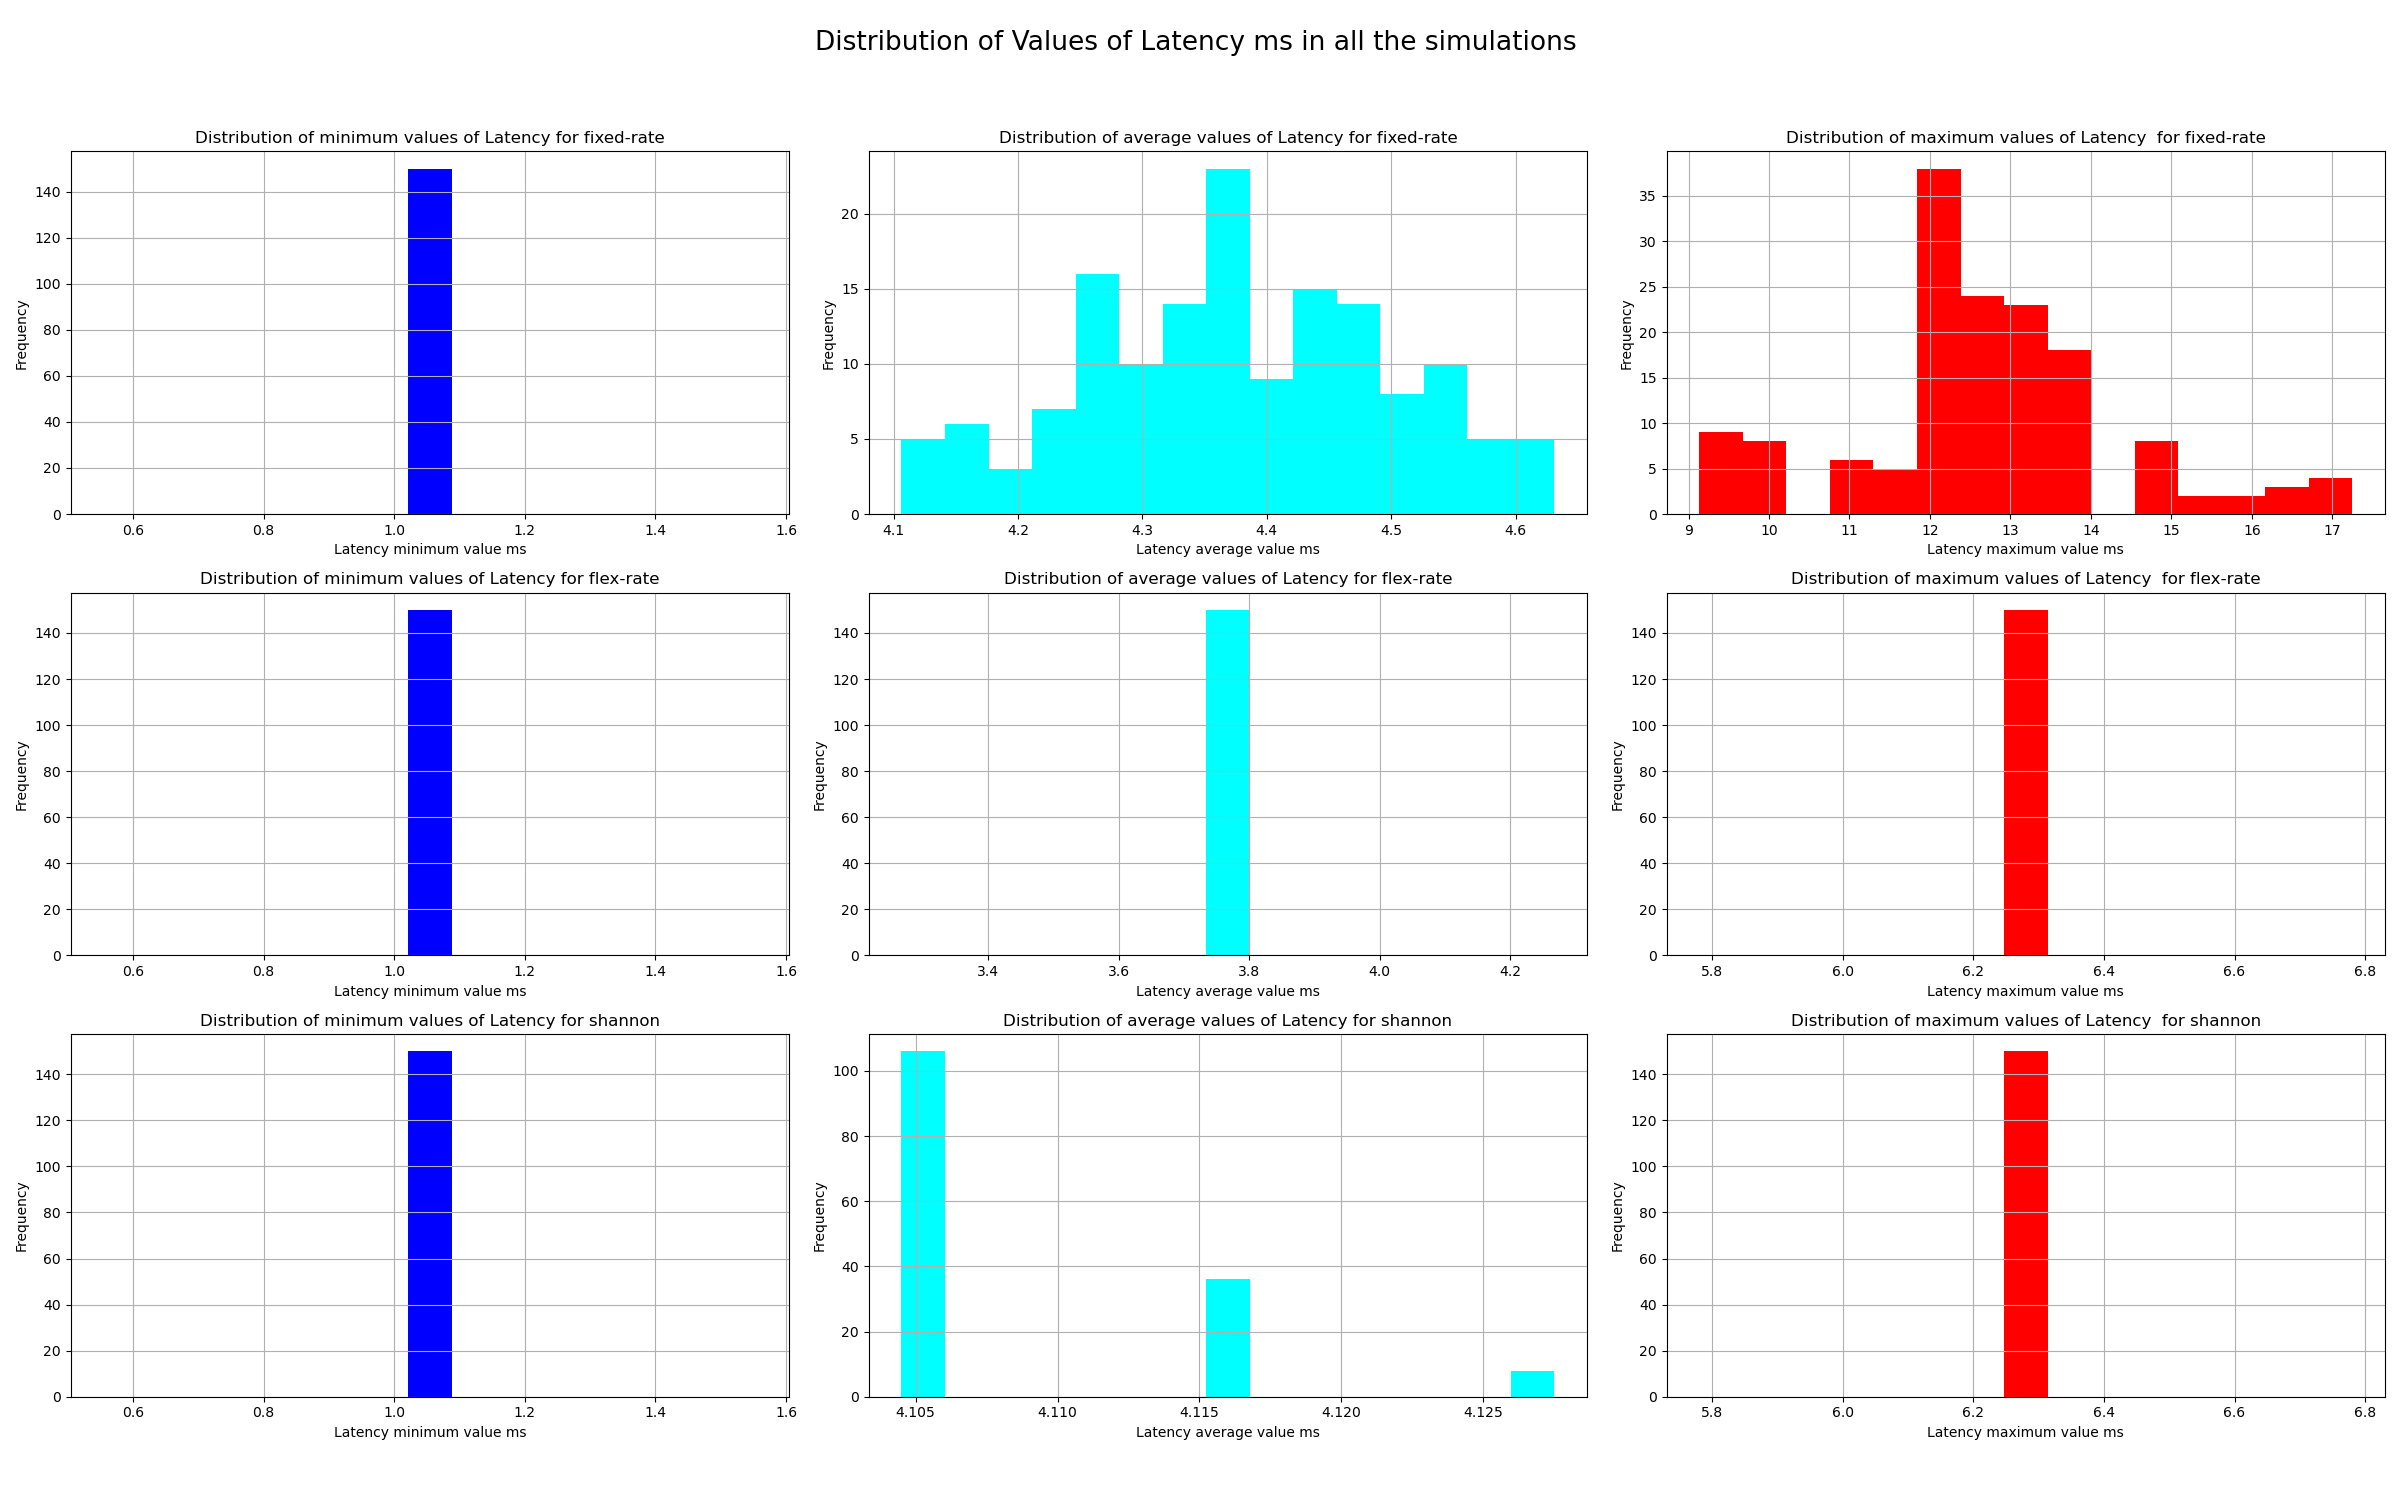 Distribution of Values of Latency ms in all the simulations
Distribution of minimum values of Latency for fixed-rate
Frequency
140
120
100
80
60
40
20
0
0.6 0.8 1.0 1.2 1.4 1.6
Latency minimum value ms
Distribution of average values of Latency for fixed-rate
Frequency
20
15
10
5
0
4.1 4.2 4.3 4.4 4.5 4.6
Latency average value ms
Distribution of maximum values of Latency  for fixed-rate
Frequency
35
30
25
20
15
10
5
0
9 10 11 12 13 14 15 16 17
Latency maximum value ms
Distribution of minimum values of Latency for flex-rate
Frequency
140
120
100
80
60
40
20
0
0.6 0.8 1.0 1.2 1.4 1.6
Latency minimum value ms
Distribution of average values of Latency for flex-rate
Frequency
140
120
100
80
60
40
20
0
3.4 3.6 3.8 4.0 4.2
Latency average value ms
Distribution of maximum values of Latency  for flex-rate
Frequency
140
120
100
80
60
40
20
0
5.8 6.0 6.2 6.4 6.6 6.8
Latency maximum value ms
Distribution of minimum values of Latency for shannon
Frequency
140
120
100
80
60
40
20
0
0.6 0.8 1.0 1.2 1.4 1.6
Latency minimum value ms
Distribution of average values of Latency for shannon
Frequency
100
80
60
40
20
0
4.105 4.110 4.115 4.120 4.125
Latency average value ms
Distribution of maximum values of Latency  for shannon
Frequency
140
120
100
80
60
40
20
0
5.8 6.0 6.2 6.4 6.6 6.8
Latency maximum value ms